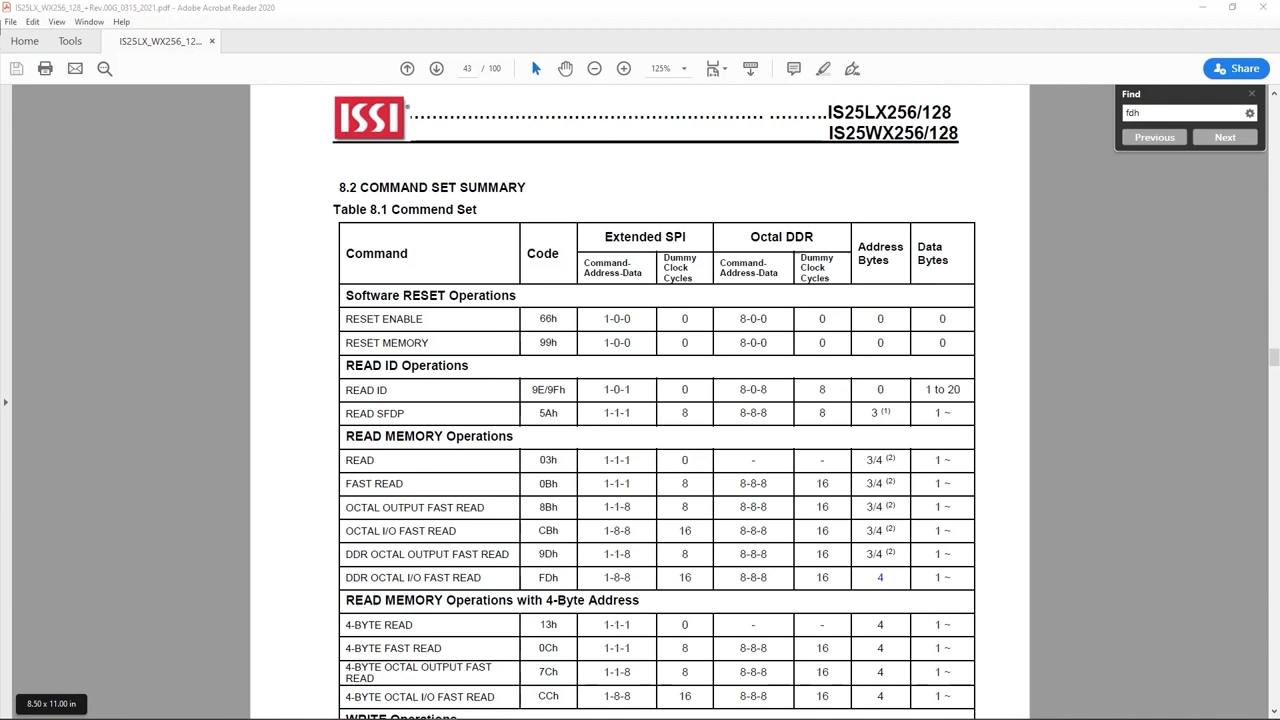 IS25LX_WX256_128_+Rev.00G_0315_2021.pdf - Adobe Acrobat Reader 2020
File Edit View Window Help
Home Tools IS25LX_WX256_12... ×
43 / 100 125% Share
Find
fdh
Previous Next
ISSI® IS25LX256/128
IS25WX256/128
8.2 COMMAND SET SUMMARY
Table 8.1 Commend Set
Command Code Extended SPI Octal DDR Address Bytes Data Bytes
Command-Address-Data Dummy Clock Cycles Command-Address-Data Dummy Clock Cycles
Software RESET Operations
RESET ENABLE 66h 1-0-0 0 8-0-0 0 0 0
RESET MEMORY 99h 1-0-0 0 8-0-0 0 0 0
READ ID Operations
READ ID 9E/9Fh 1-0-1 0 8-0-8 8 0 1 to 20
READ SFDP 5Ah 1-1-1 8 8-8-8 8 3 (1) 1 ~
READ MEMORY Operations
READ 03h 1-1-1 0 - - 3/4 (2) 1 ~
FAST READ 0Bh 1-1-1 8 8-8-8 16 3/4 (2) 1 ~
OCTAL OUTPUT FAST READ 8Bh 1-1-8 8 8-8-8 16 3/4 (2) 1 ~
OCTAL I/O FAST READ CBh 1-8-8 16 8-8-8 16 3/4 (2) 1 ~
DDR OCTAL OUTPUT FAST READ 9Dh 1-1-8 8 8-8-8 16 3/4 (2) 1 ~
DDR OCTAL I/O FAST READ FDh 1-8-8 16 8-8-8 16 4 1 ~
READ MEMORY Operations with 4-Byte Address
4-BYTE READ 13h 1-1-1 0 - - 4 1 ~
4-BYTE FAST READ 0Ch 1-1-1 8 8-8-8 16 4 1 ~
4-BYTE OCTAL OUTPUT FAST READ 7Ch 1-1-8 8 8-8-8 16 4 1 ~
4-BYTE OCTAL I/O FAST READ CCh 1-8-8 16 8-8-8 16 4 1 ~
WRITE Operations
8.50 x 11.00 in